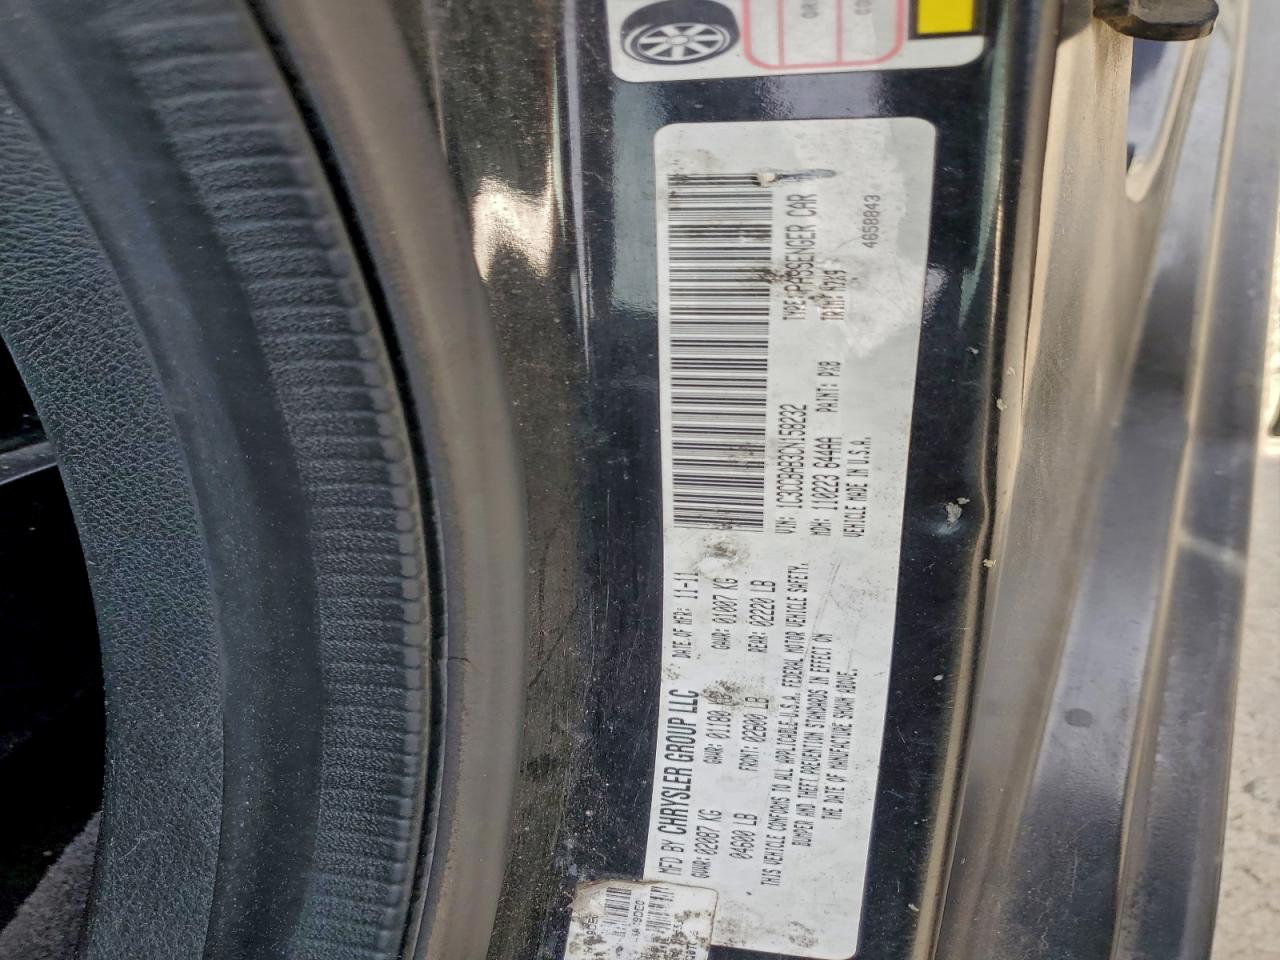 MFD BY CHRYSLER GROUP LLC DATE OF MFR: 11-11
GVWR: 02087 KG GAWR: 01180 GAWR: 01007 KG
04600 LB FRONT: 02600 LB REAR: 02220 LB
THIS VEHICLE CONFORMS TO ALL APPLICABLE U.S.A. FEDERAL MOTOR VEHICLE SAFETY,
BUMPER AND THEFT PREVENTION STANDARDS IN EFFECT ON
THE DATE OF MANUFACTURE SHOWN ABOVE.
VIN: TYPE: PASSENGER CAR
MDH: 110223 644AA PAINT: PX8 TRIM:
VEHICLE MADE IN U.S.A.
4658843